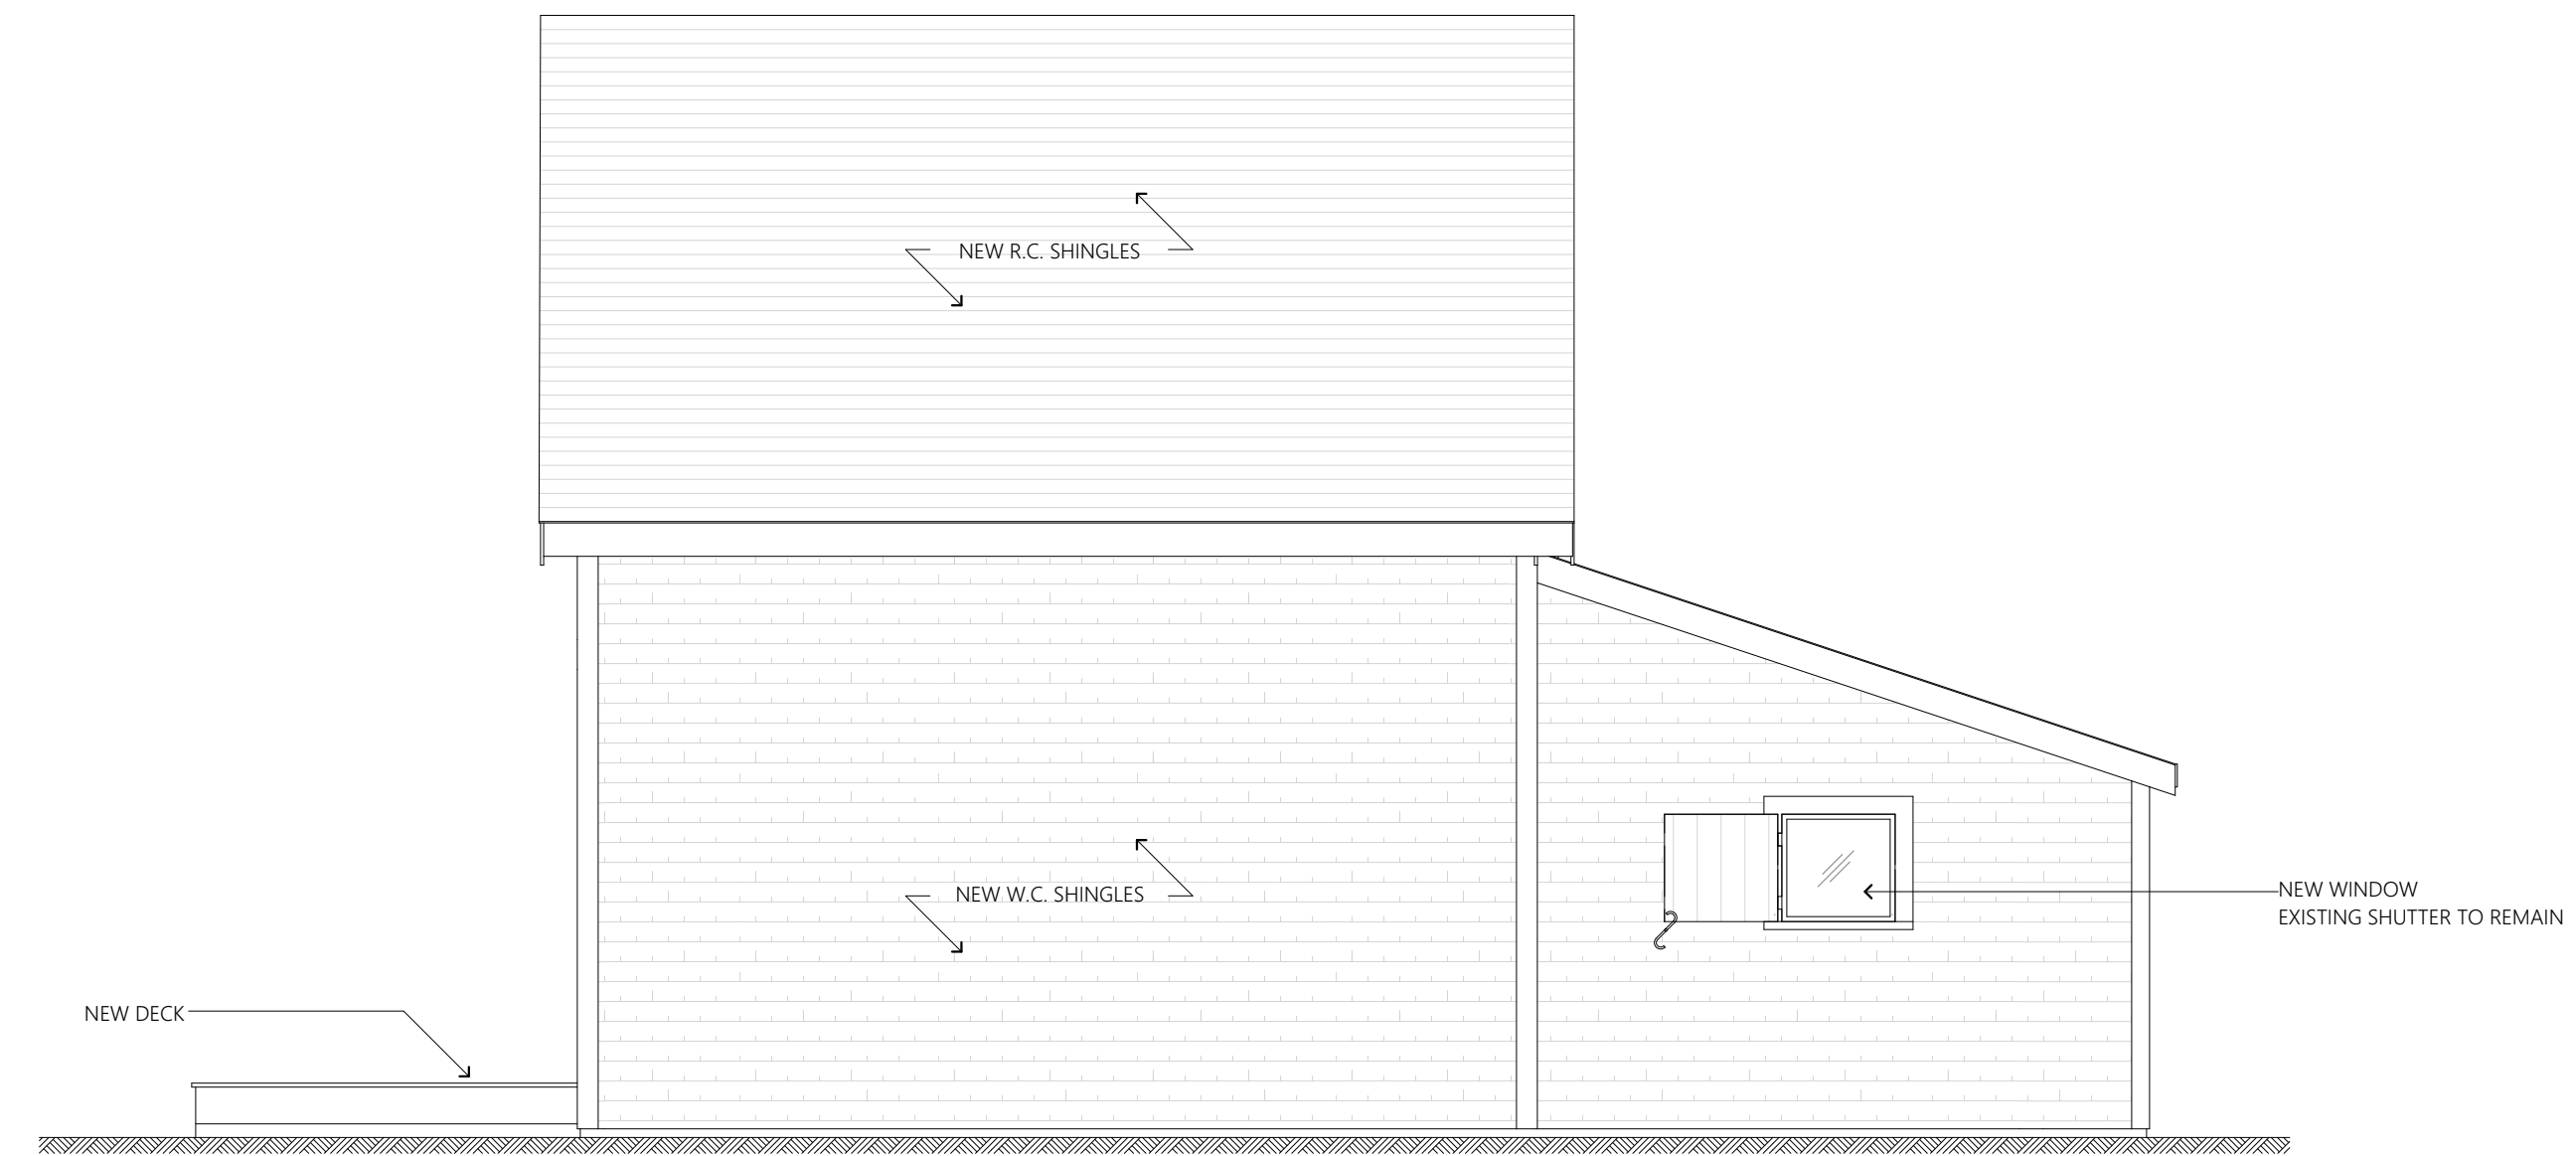 NEW R.C. SHINGLES
NEW W.C. SHINGLES
NEW WINDOW
EXISTING SHUTTER TO REMAIN
NEW DECK